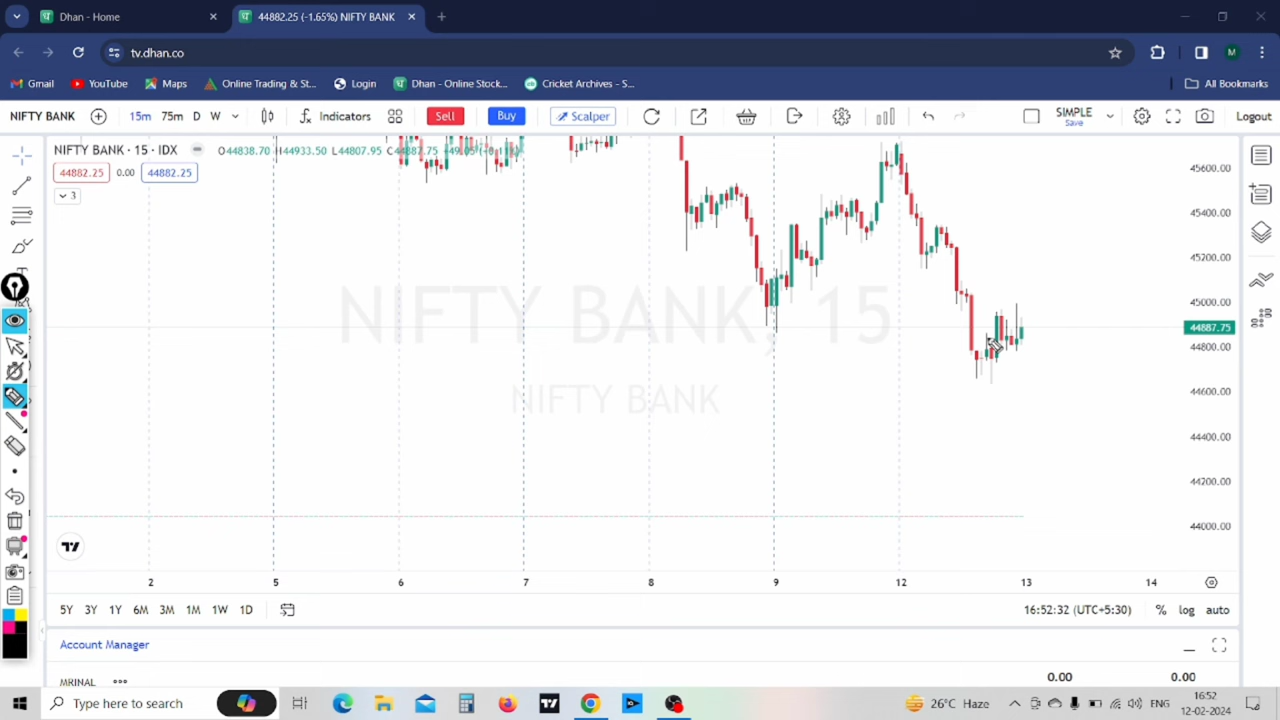 Dhan - Home
44882.25 (-1.65%) NIFTY BANK
tv.dhan.co
M
Gmail YouTube Maps Online Trading & St... Login Dhan - Online Stock... Cricket Archives - S... All Bookmarks
NIFTY BANK 15m 75m D W Indicators Sell Buy Scalper SIMPLE Logout
Save
NIFTY BANK · 15 · IDX O44838.70 H44933.50 L44807.95 C44887.75 +49.05 (+0.11%)
44882.25 0.00 44882.25
3
NIFTY BANK, 15
NIFTY BANK
45600.00
45400.00
45200.00
45000.00
44887.75
44800.00
44600.00
44400.00
44200.00
44000.00
2 5 6 7 8 9 12 13 14
5Y 3Y 1Y 6M 3M 1M 1W 1D 16:52:32 (UTC+5:30) % log auto
Account Manager
MRINAL 0.00 0.00
Type here to search 26°C Haze ENG 16:52
12-02-2024